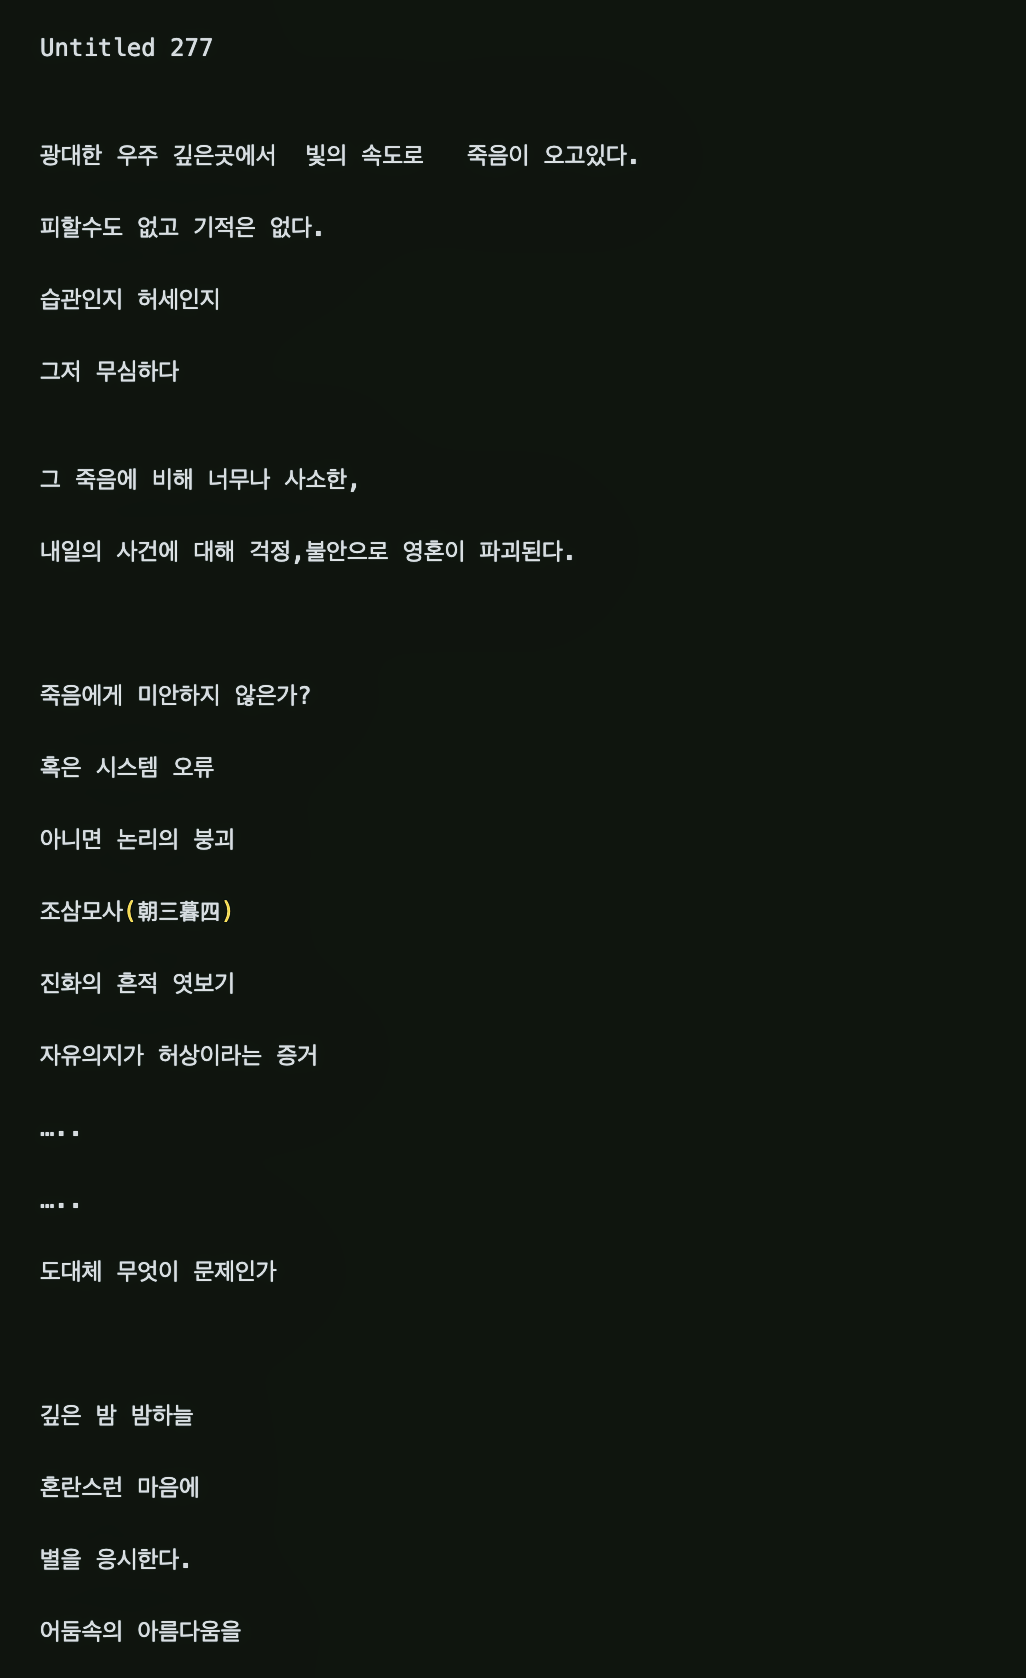 Untitled 277
광대한 우주 깊은곳에서  빛의 속도로   죽음이 오고있다.
피할수도 없고 기적은 없다.
습관인지 허세인지
그저 무심하다
그 죽음에 비해 너무나 사소한,
내일의 사건에 대해 걱정,불안으로 영혼이 파괴된다.
죽음에게 미안하지 않은가?
혹은 시스템 오류
아니면 논리의 붕괴
조삼모사(朝三暮四)
진화의 흔적 엿보기
자유의지가 허상이라는 증거
…..
…..
도대체 무엇이 문제인가
깊은 밤 밤하늘
혼란스런 마음에
별을 응시한다.
어둠속의 아름다움을